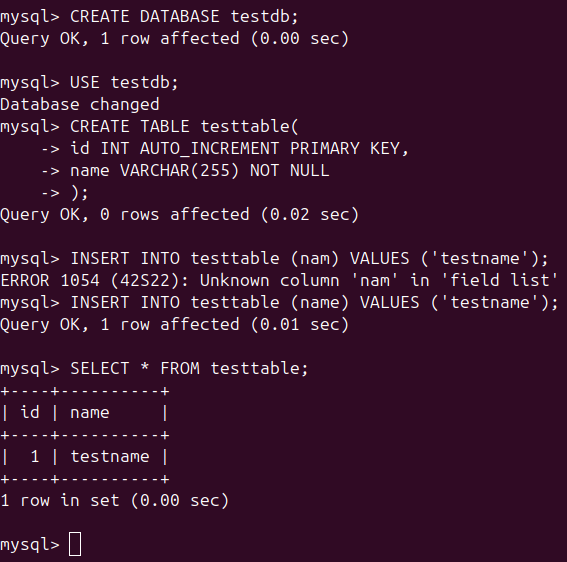 mysql> CREATE DATABASE testdb;
Query OK, 1 row affected (0.00 sec)

mysql> USE testdb;
Database changed
mysql> CREATE TABLE testtable(
    -> id INT AUTO_INCREMENT PRIMARY KEY,
    -> name VARCHAR(255) NOT NULL
    -> );
Query OK, 0 rows affected (0.02 sec)

mysql> INSERT INTO testtable (nam) VALUES ('testname');
ERROR 1054 (42S22): Unknown column 'nam' in 'field list'
mysql> INSERT INTO testtable (name) VALUES ('testname');
Query OK, 1 row affected (0.01 sec)

mysql> SELECT * FROM testtable;
+----+----------+
| id | name     |
+----+----------+
|  1 | testname |
+----+----------+
1 row in set (0.00 sec)

mysql>